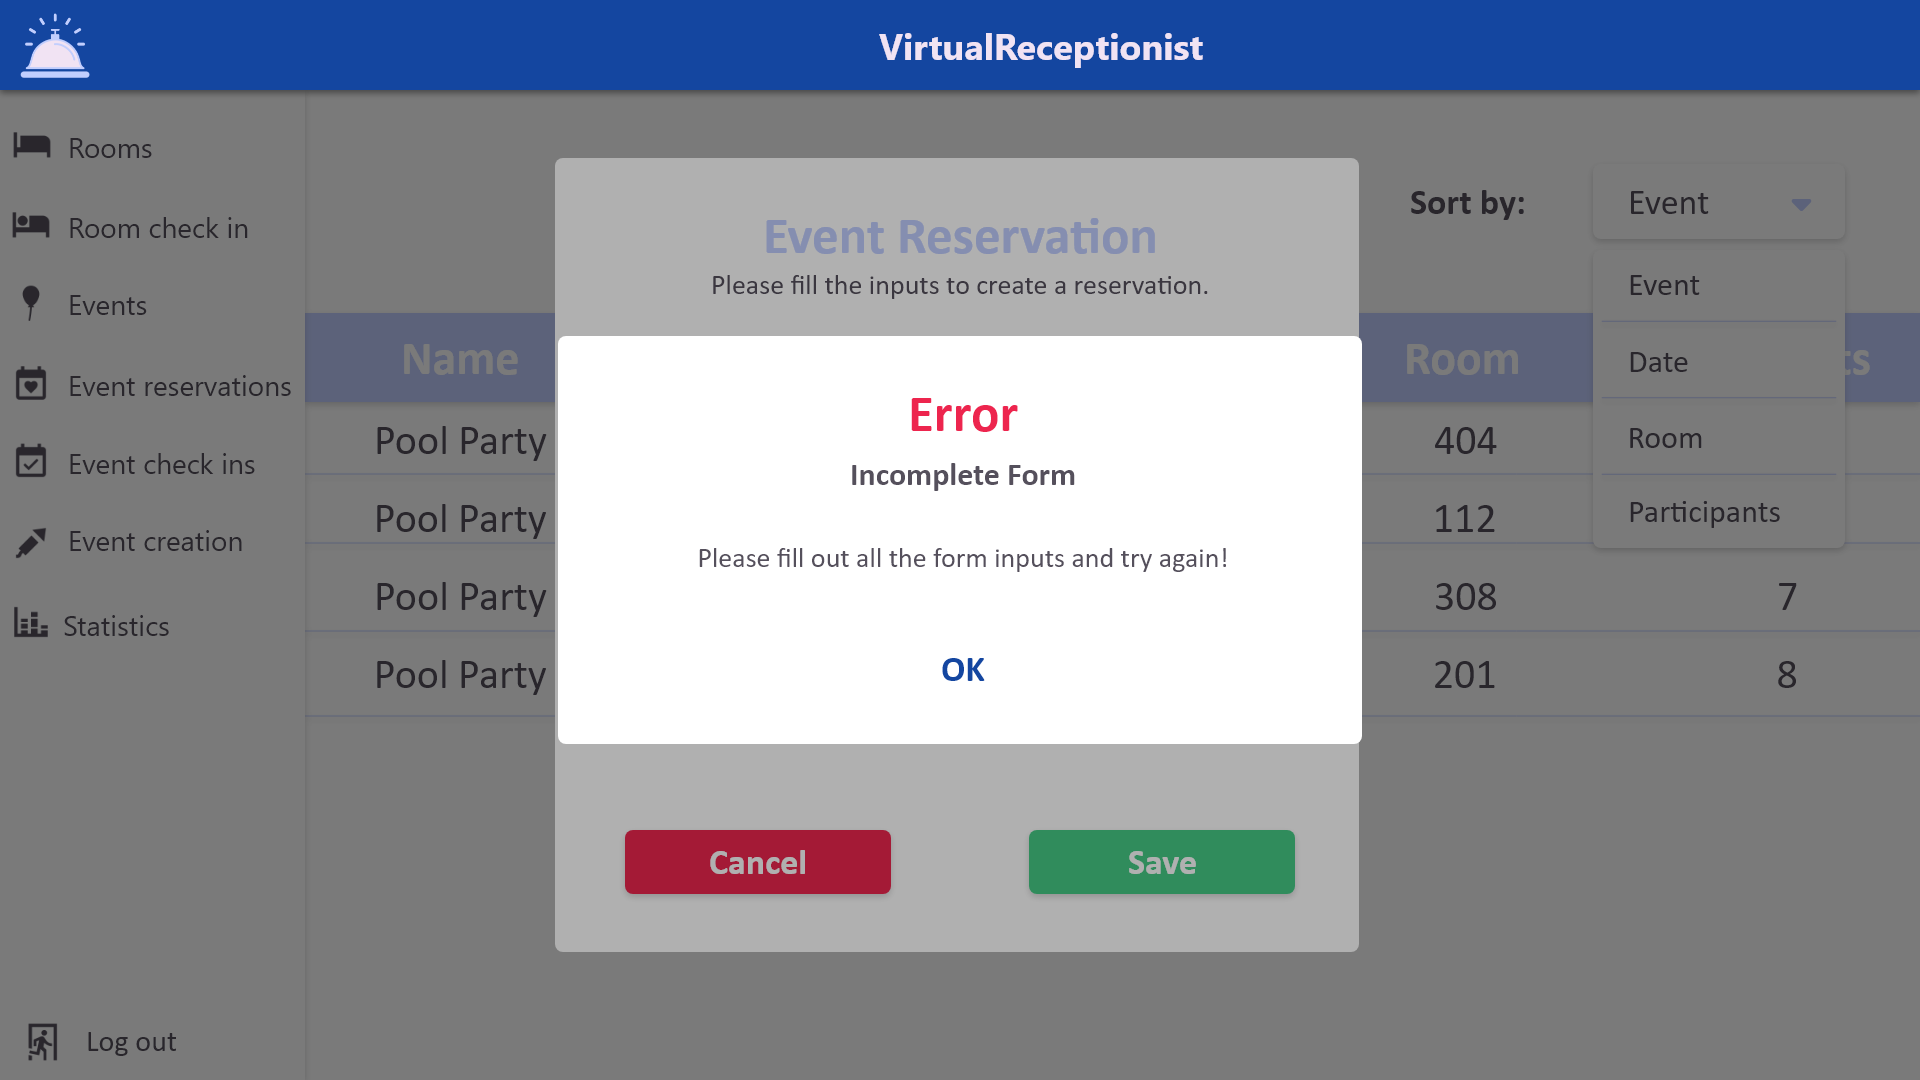 VirtualReceptionist
Rooms
Room check in
Events
Event reservations
Event check ins
Event creation
Statistics
Log out
Sort by:
Event
Event
Date
Room
Participants
Name
Room
Pool Party
404
Pool Party
112
Pool Party
308
7
Pool Party
201
8
Event Reservation
Please fill the inputs to create a reservation.
Error
Incomplete Form
Please fill out all the form inputs and try again!
OK
Cancel
Save